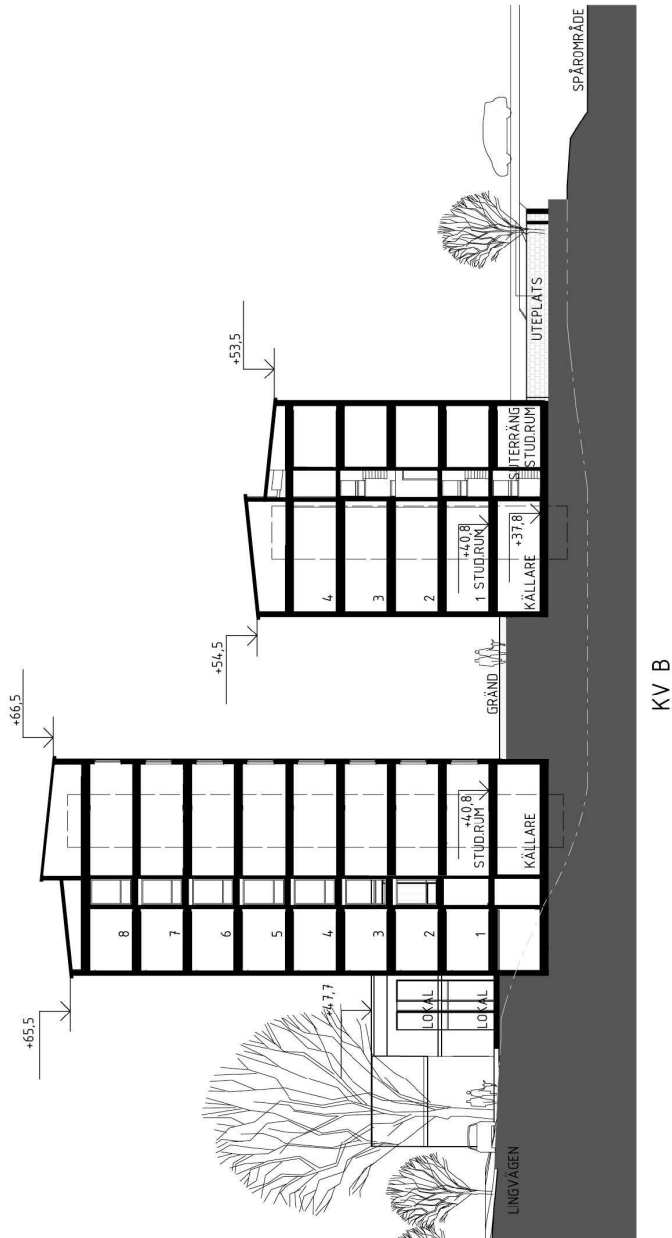 +66,5
+65,5
+54,5
+53,5
+47,7
8
7
6
5
4
3
2
1
LOKAL
LOKAL
+40,8
STUD.RUM
KÄLLARE
LINGVÄGEN
GRÄND
4
3
2
1
+40,8
STUD.RUM
+37,8
KÄLLARE
SUTERRÄNG
STUD.RUM
UTEPLATS
SPÅROMRÅDE
KV B